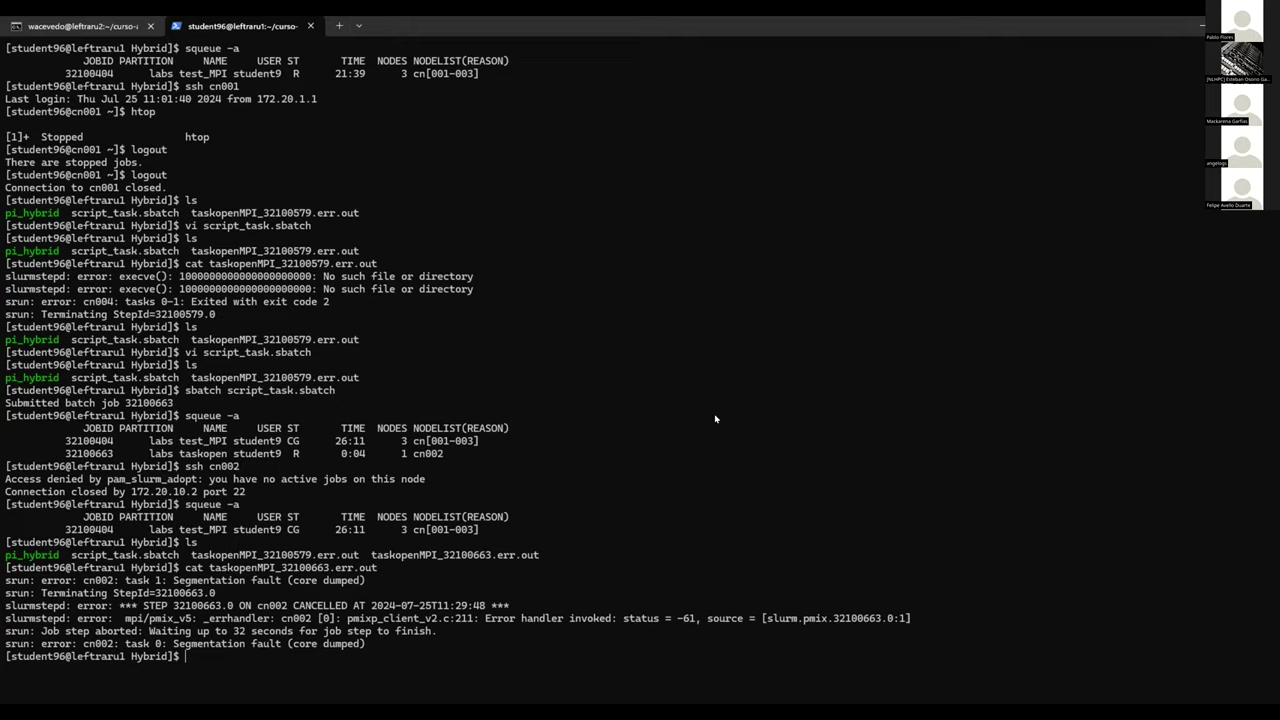 wacevedo@leftraru2:~/curso-
student96@leftraru1:~/curso-
[student96@leftraru1 Hybrid]$ squeue -a
JOBID PARTITION NAME USER ST TIME NODES NODELIST(REASON)
32100404 labs test_MPI student9 R 21:39 3 cn[001-003]
[student96@leftraru1 Hybrid]$ ssh cn001
Last login: Thu Jul 25 11:01:40 2024 from 172.20.1.1
[student96@cn001 ~]$ htop
[1]+ Stopped htop
[student96@cn001 ~]$ logout
There are stopped jobs.
[student96@cn001 ~]$ logout
Connection to cn001 closed.
[student96@leftraru1 Hybrid]$ ls
pi_hybrid script_task.sbatch taskopenMPI_32100579.err.out
[student96@leftraru1 Hybrid]$ vi script_task.sbatch
[student96@leftraru1 Hybrid]$ ls
pi_hybrid script_task.sbatch taskopenMPI_32100579.err.out
[student96@leftraru1 Hybrid]$ cat taskopenMPI_32100579.err.out
slurmstepd: error: execve(): 1000000000000000000000: No such file or directory
slurmstepd: error: execve(): 1000000000000000000000: No such file or directory
srun: error: cn004: tasks 0-1: Exited with exit code 2
srun: Terminating StepId=32100579.0
[student96@leftraru1 Hybrid]$ ls
pi_hybrid script_task.sbatch taskopenMPI_32100579.err.out
[student96@leftraru1 Hybrid]$ vi script_task.sbatch
[student96@leftraru1 Hybrid]$ ls
pi_hybrid script_task.sbatch taskopenMPI_32100579.err.out
[student96@leftraru1 Hybrid]$ sbatch script_task.sbatch
Submitted batch job 32100663
[student96@leftraru1 Hybrid]$ squeue -a
JOBID PARTITION NAME USER ST TIME NODES NODELIST(REASON)
32100404 labs test_MPI student9 CG 26:11 3 cn[001-003]
32100663 labs taskopen student9 R 0:04 1 cn002
[student96@leftraru1 Hybrid]$ ssh cn002
Access denied by pam_slurm_adopt: you have no active jobs on this node
Connection closed by 172.20.10.2 port 22
[student96@leftraru1 Hybrid]$ squeue -a
JOBID PARTITION NAME USER ST TIME NODES NODELIST(REASON)
32100404 labs test_MPI student9 CG 26:11 3 cn[001-003]
[student96@leftraru1 Hybrid]$ ls
pi_hybrid script_task.sbatch taskopenMPI_32100579.err.out taskopenMPI_32100663.err.out
[student96@leftraru1 Hybrid]$ cat taskopenMPI_32100663.err.out
srun: error: cn002: task 1: Segmentation fault (core dumped)
srun: Terminating StepId=32100663.0
slurmstepd: error: *** STEP 32100663.0 ON cn002 CANCELLED AT 2024-07-25T11:29:48 ***
slurmstepd: error: mpi/pmix_v5: _errhandler: cn002 [0]: pmixp_client_v2.c:211: Error handler invoked: status = -61, source = [slurm.pmix.32100663.0:1]
srun: Job step aborted: Waiting up to 32 seconds for job step to finish.
srun: error: cn002: task 0: Segmentation fault (core dumped)
[student96@leftraru1 Hybrid]$
Pablo Flores
[NLHPC] Esteban Osorio Ga...
Mackarena Garfias
angelogs
Felipe Avello Duarte